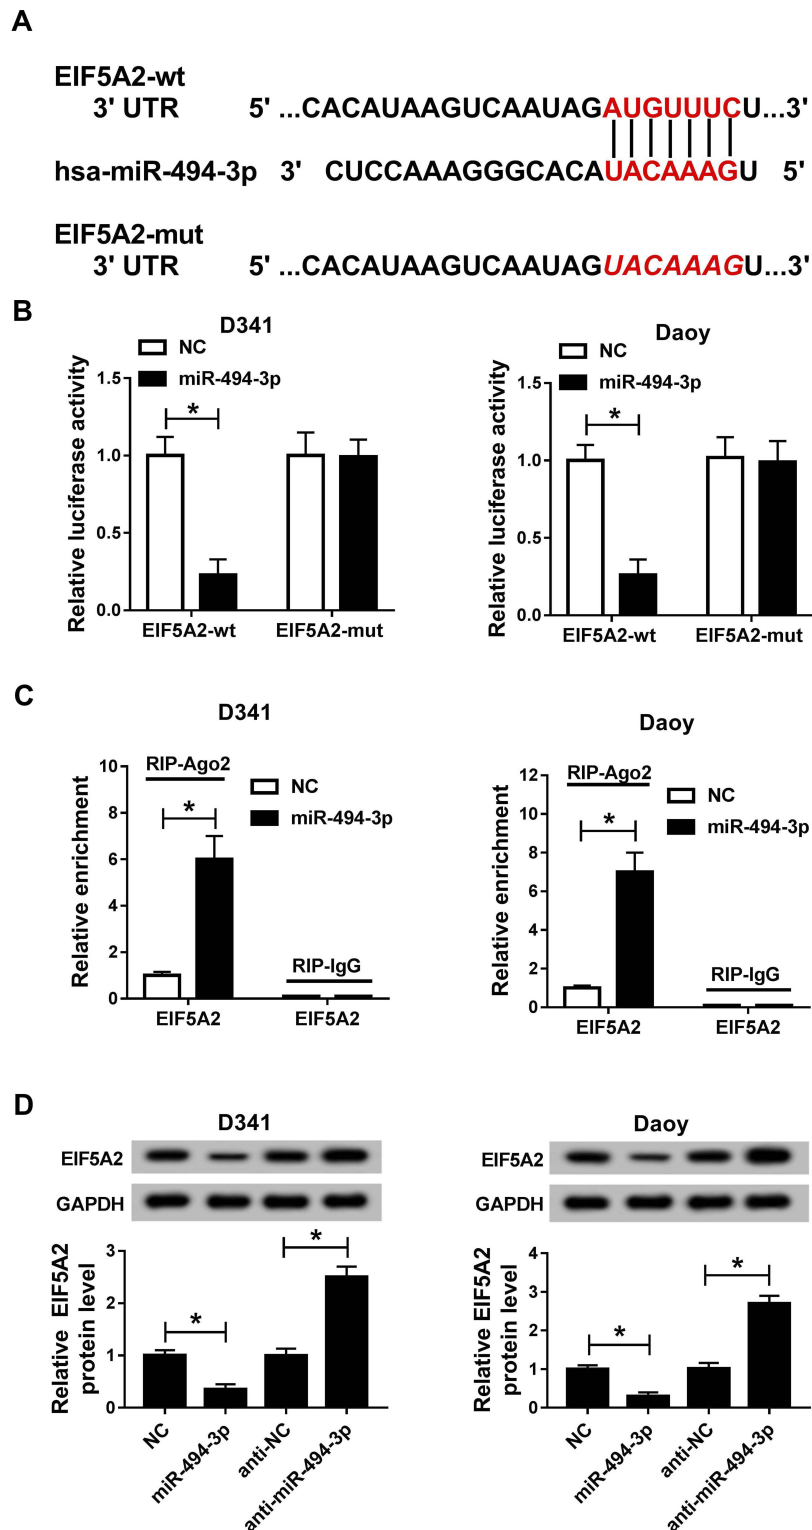 A
EIF5A2-wt
3' UTR 5' ...CACAUAAGUCAAUAGAUGUUUCU...3'
hsa-miR-494-3p 3' CUCCAAAGGGCACAUACAAAGU 5'
EIF5A2-mut
3' UTR 5' ...CACAUAAGUCAAUAGUACAAAGU...3'
B
D341
NC
miR-494-3p
Relative luciferase activity
1.5
1.0
0.5
0.0
*
EIF5A2-wt EIF5A2-mut
Daoy
NC
miR-494-3p
Relative luciferase activity
1.5
1.0
0.5
0.0
*
EIF5A2-wt EIF5A2-mut
C
D341
RIP-Ago2
NC
miR-494-3p
Relative enrichment
10
8
6
4
2
0
*
RIP-IgG
EIF5A2 EIF5A2
Daoy
RIP-Ago2
NC
miR-494-3p
Relative enrichment
12
10
8
6
4
2
0
*
RIP-IgG
EIF5A2 EIF5A2
D
D341
EIF5A2
GAPDH
Relative EIF5A2
protein level
3
2
1
0
*
*
NC
miR-494-3p
anti-NC
anti-miR-494-3p
Daoy
EIF5A2
GAPDH
Relative EIF5A2
protein level
4
3
2
1
0
*
*
NC
miR-494-3p
anti-NC
anti-miR-494-3p